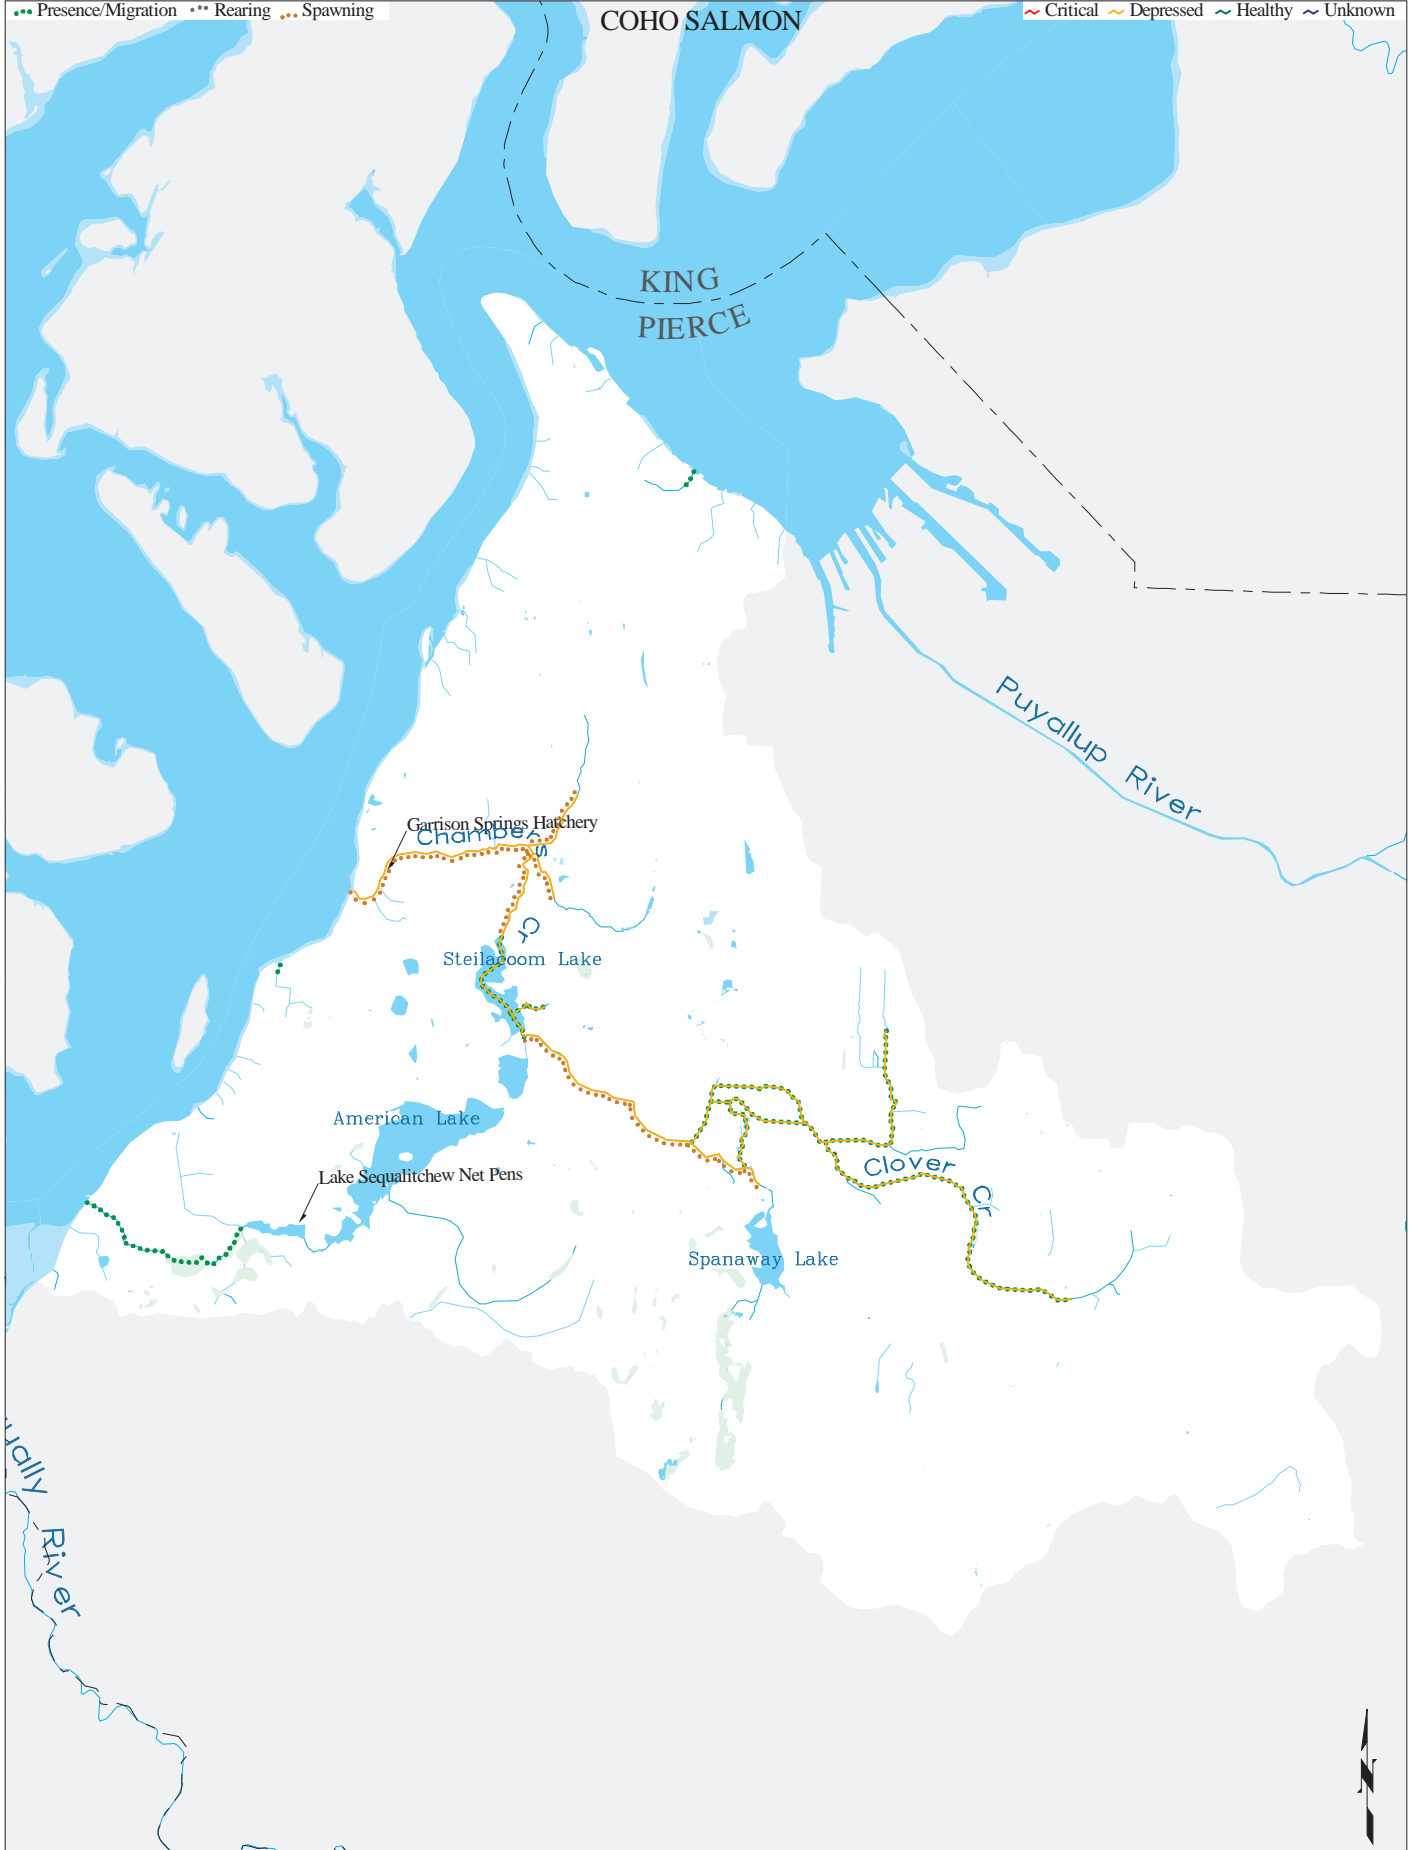 Presence/Migration Rearing Spawning
COHO SALMON
Critical Depressed Healthy Unknown
KING
PIERCE
Puyallup River
Garrison Springs Hatchery
Chambers
Cr
Steilacoom Lake
American Lake
Clover
Cr
Lake Sequalitchew Net Pens
Spanaway Lake
ually
River
N